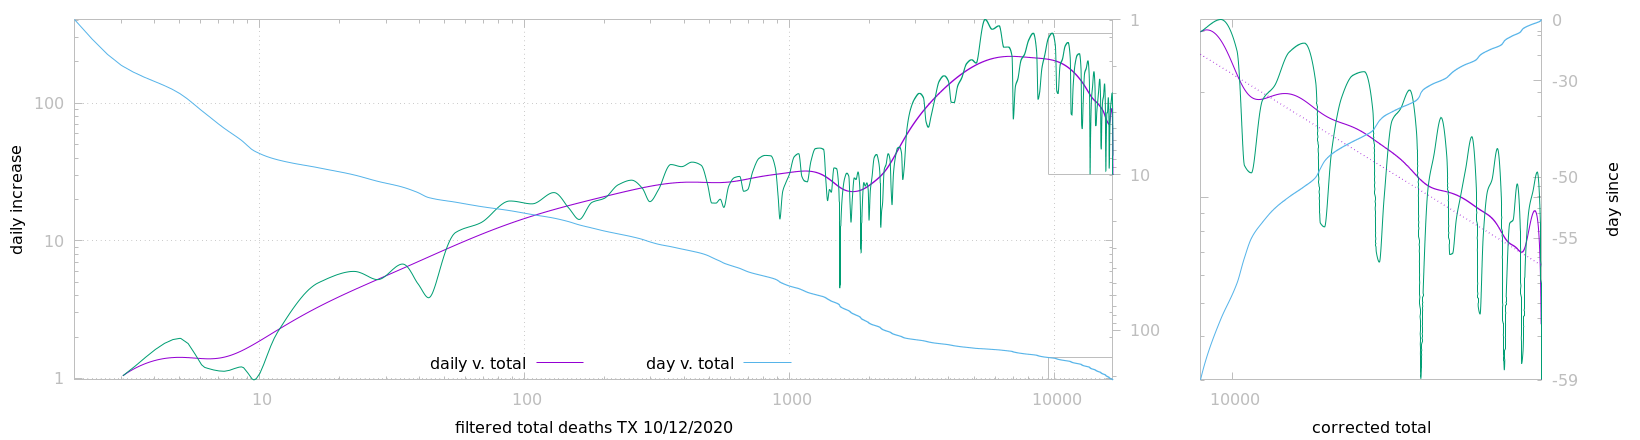 daily increase
100
10
1
daily v. total
day v. total
10
100
1000
10000
filtered total deaths TX 10/12/2020
1
10
100
10000
corrected total
0
-30
-50
-55
-59
day since